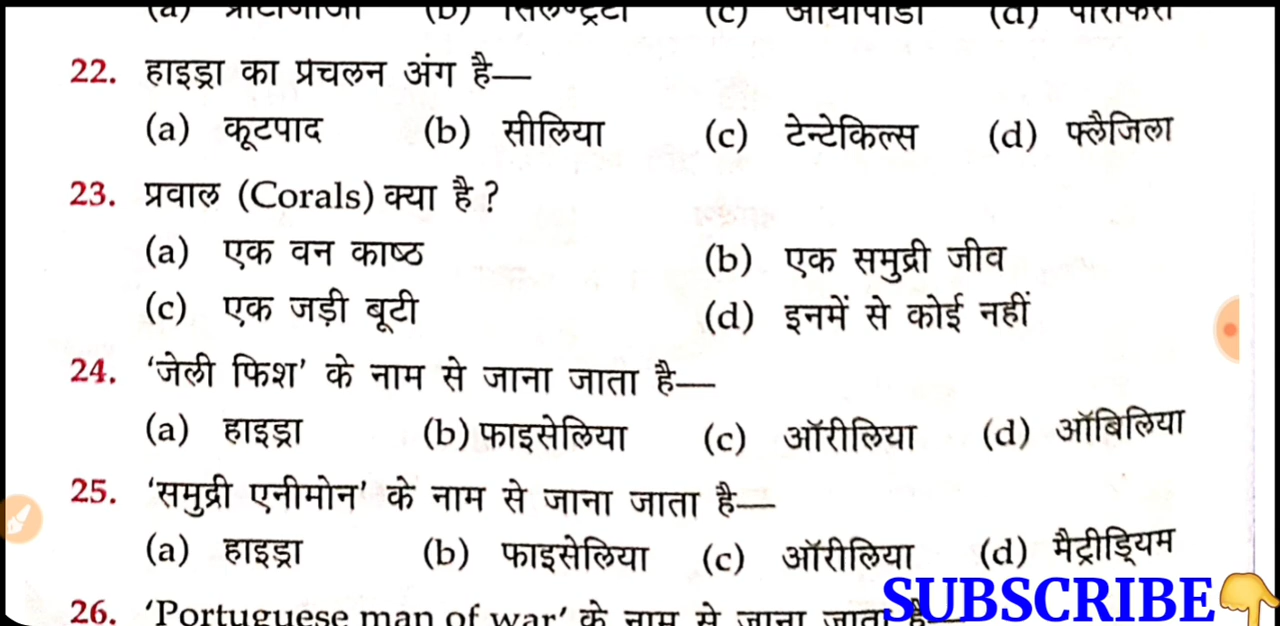 22. हाइड्रा का प्रचलन अंग है—
(a) कूटपाद (b) सीलिया (c) टेन्टेकिल्स (d) फ्लैजिला
23. प्रवाल (Corals) क्या है ?
(a) एक वन काष्ठ (b) एक समुद्री जीव
(c) एक जड़ी बूटी (d) इनमें से कोई नहीं
24. ‘जेली फिश’ के नाम से जाना जाता है—
(a) हाइड्रा (b) फाइसेलिया (c) ऑरीलिया (d) ऑबिलिया
25. ‘समुद्री एनीमोन’ के नाम से जाना जाता है—
(a) हाइड्रा (b) फाइसेलिया (c) ऑरीलिया (d) मैट्रीड्रियम
26. ‘Portuguese man of war’ के नाम से जाना जाता है—
SUBSCRIBE